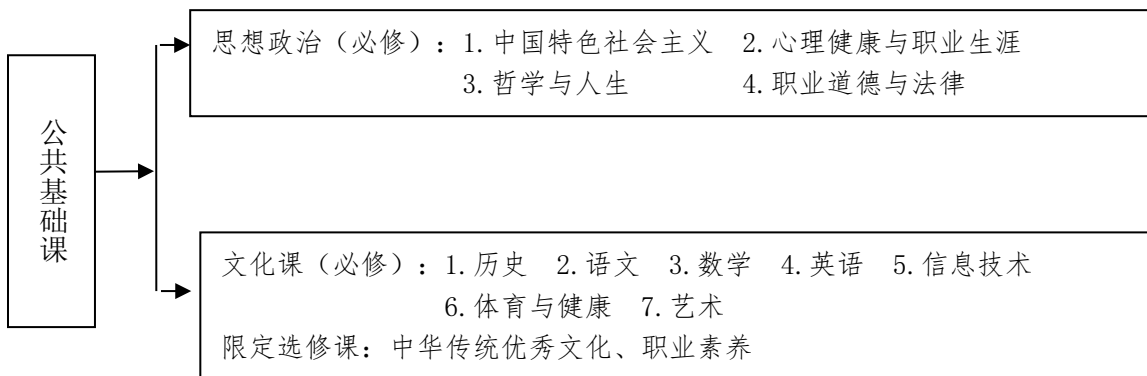 公共基础课
思想政治（必修）：1.中国特色社会主义 2.心理健康与职业生涯
3.哲学与人生 4.职业道德与法律
文化课（必修）：1.历史 2.语文 3.数学 4.英语 5.信息技术
6.体育与健康 7.艺术
限定选修课：中华传统优秀文化、职业素养